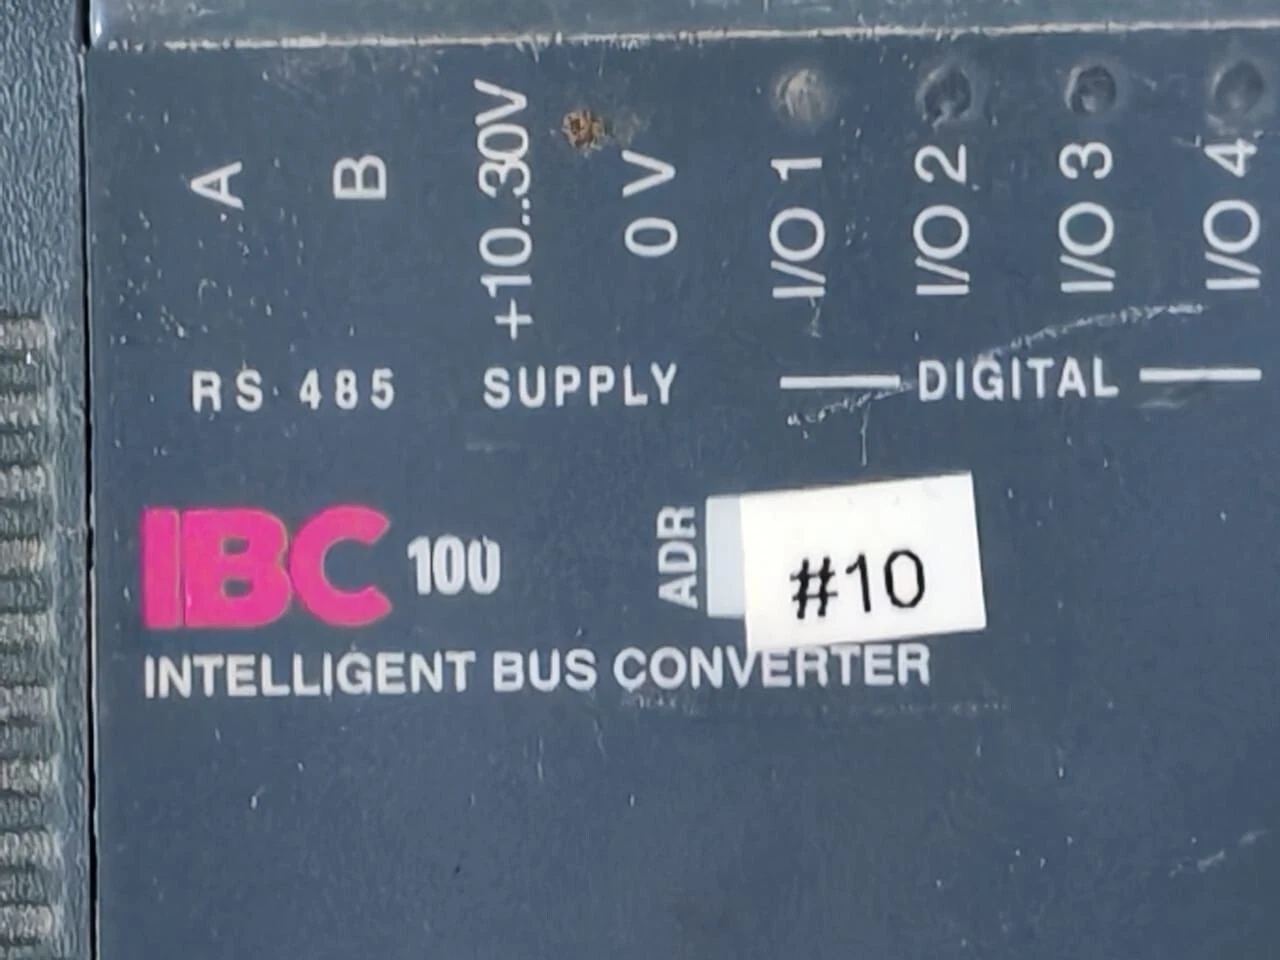 A B +10..30V 0 V I/O 1 I/O 2 I/O 3 I/O 4
RS 485 SUPPLY DIGITAL
IBC 100 ADR #10
INTELLIGENT BUS CONVERTER